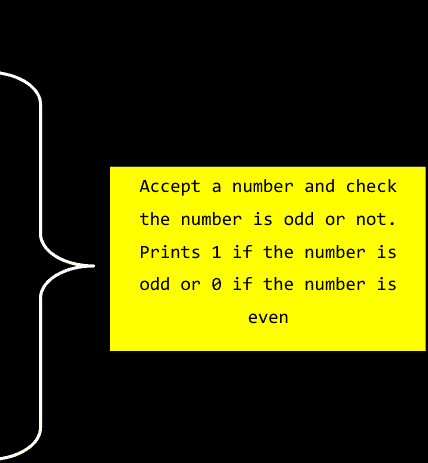 Accept a number and check
the number is odd or not.
Prints 1 if the number is
odd or 0 if the number is
even